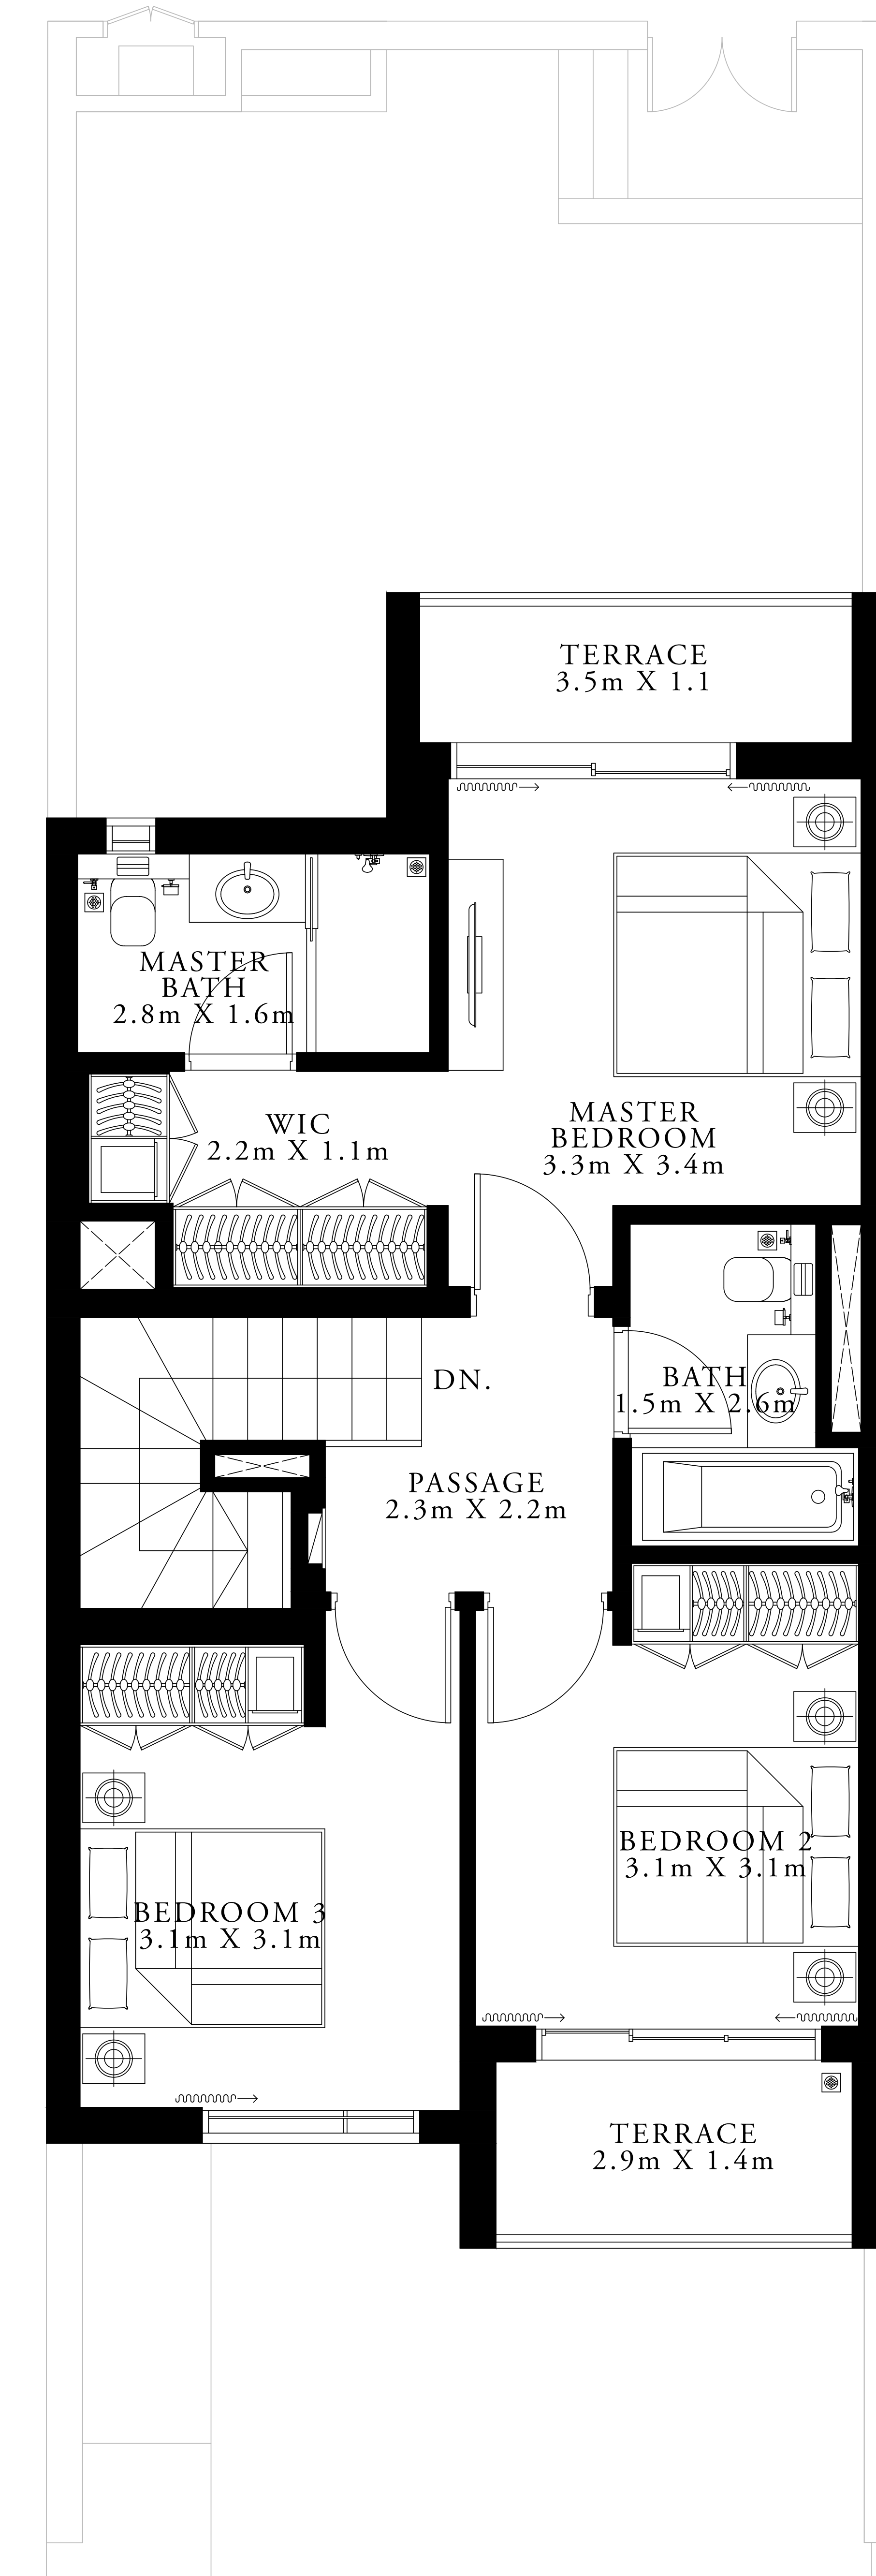 TERRACE
3.5m X 1.1
MASTER
BATH
2.8m X 1.6m
WIC
2.2m X 1.1m
MASTER
BEDROOM
3.3m X 3.4m
DN.
BATH
1.5m X 2.6m
PASSAGE
2.3m X 2.2m
BEDROOM 2
3.1m X 3.1m
BEDROOM 3
3.1m X 3.1m
TERRACE
2.9m X 1.4m